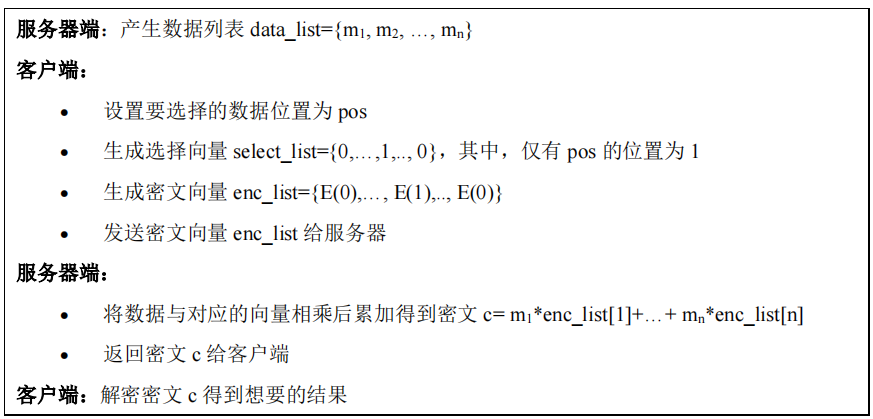 服务器端：产生数据列表 data_list={m1, m2, …, mn}
客户端：
• 设置要选择的数据位置为 pos
• 生成选择向量 select_list={0,…,1,.., 0}，其中，仅有 pos 的位置为 1
• 生成密文向量 enc_list={E(0),…, E(1),.., E(0)}
• 发送密文向量 enc_list 给服务器
服务器端：
• 将数据与对应的向量相乘后累加得到密文 c= m1*enc_list[1]+…+ mn*enc_list[n]
• 返回密文 c 给客户端
客户端：解密密文 c 得到想要的结果